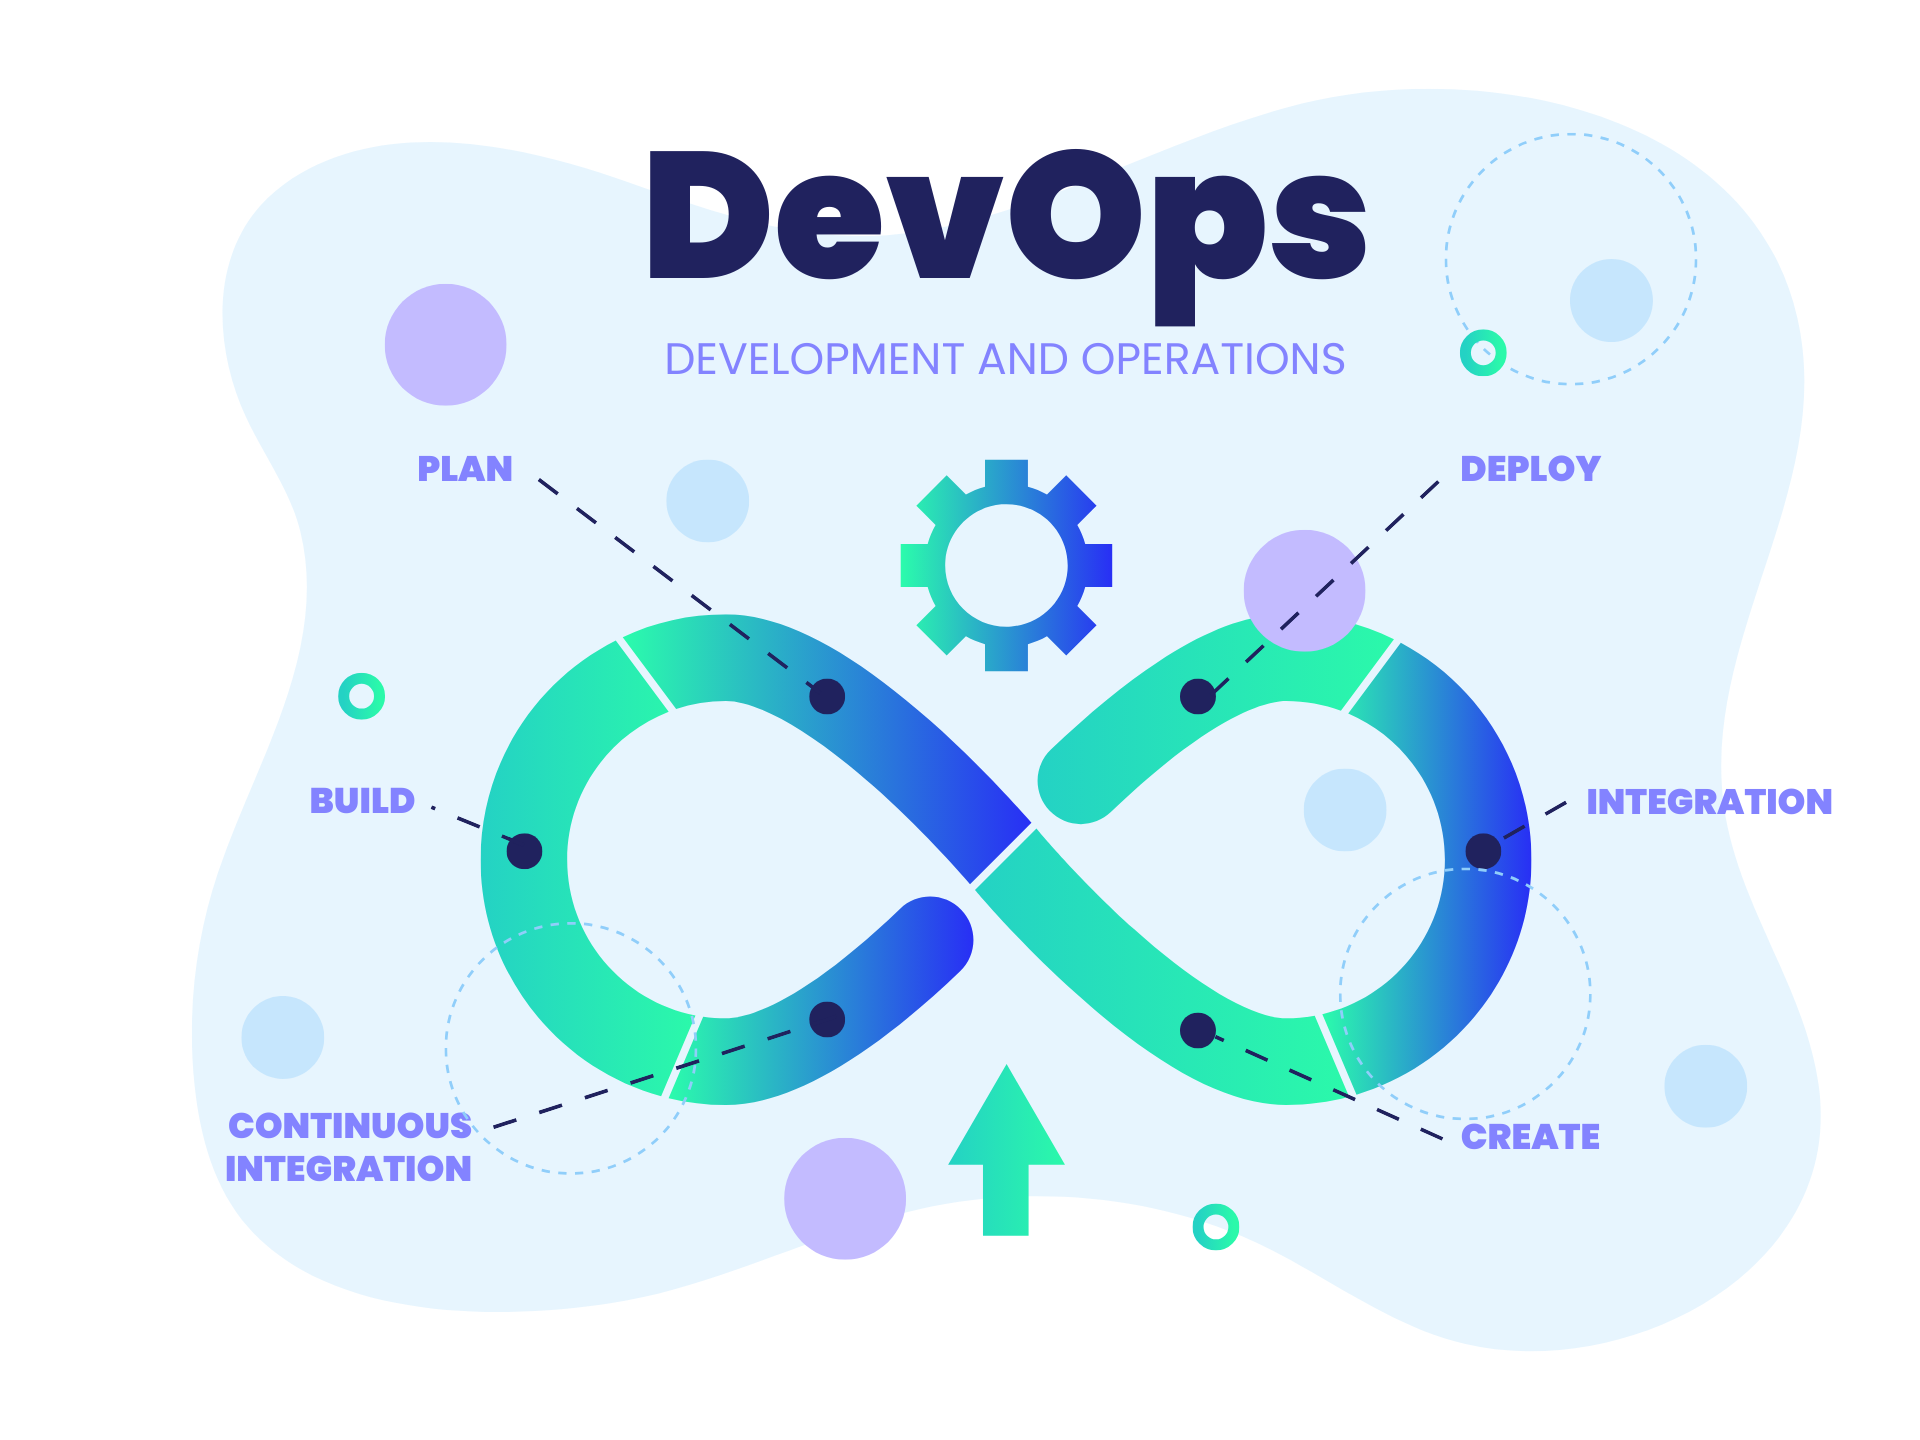 DevOps
DEVELOPMENT AND OPERATIONS
PLAN
DEPLOY
BUILD
INTEGRATION
CONTINUOUS
INTEGRATION
CREATE